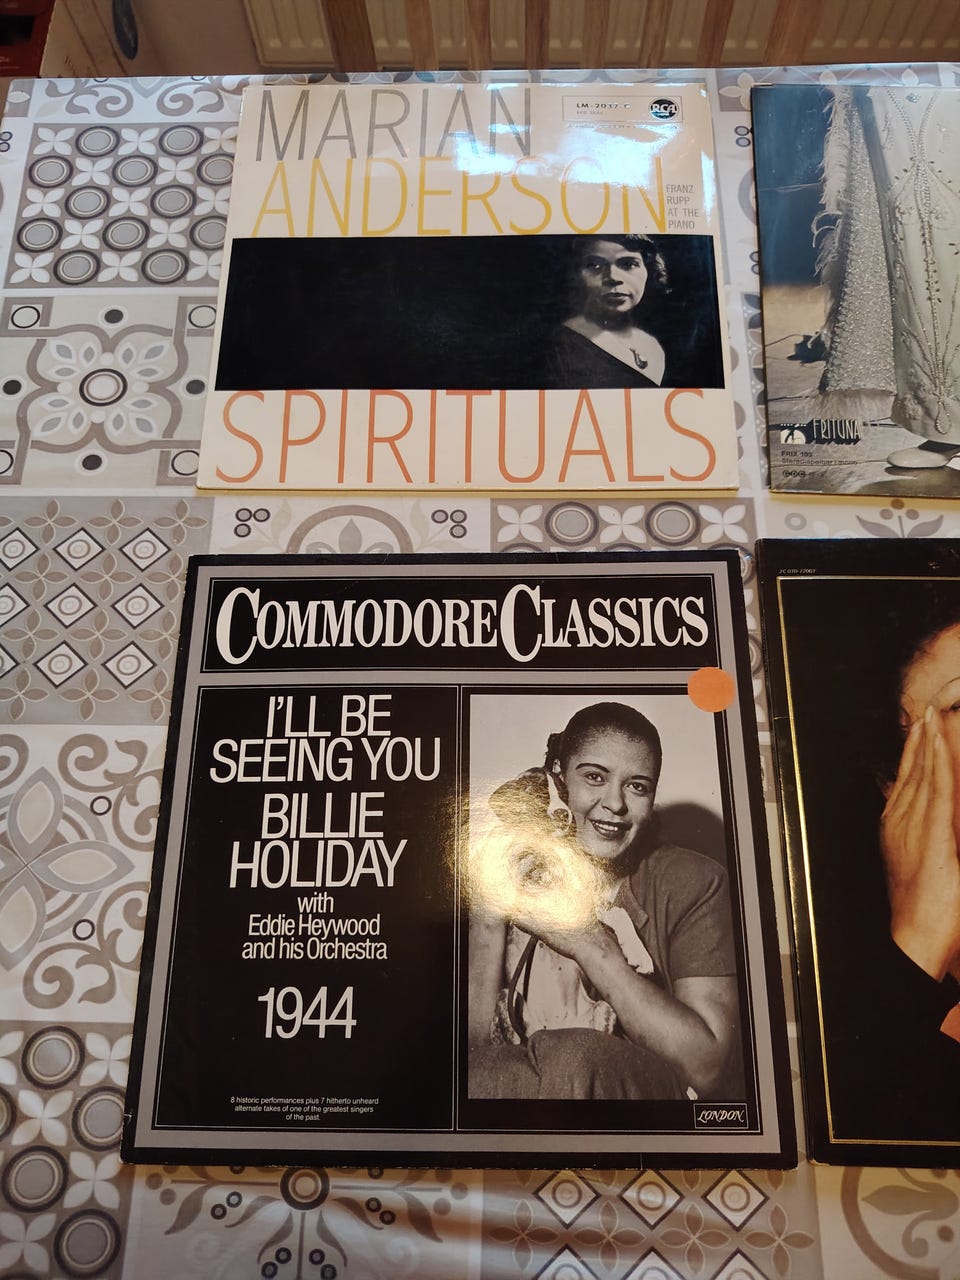 MARIAN
ANDERSON
LM-2032-C
RCA
FRANZ
RUPP
AT THE
PIANO
SPIRITUALS
FRITUNA
FRIX 103
COMMODORE CLASSICS
I'LL BE
SEEING YOU
BILLIE
HOLIDAY
with
Eddie Heywood
and his Orchestra
1944
8 historic performances plus 7 hitherto unheard
alternate takes of one of the greatest singers
of the past.
LONDON